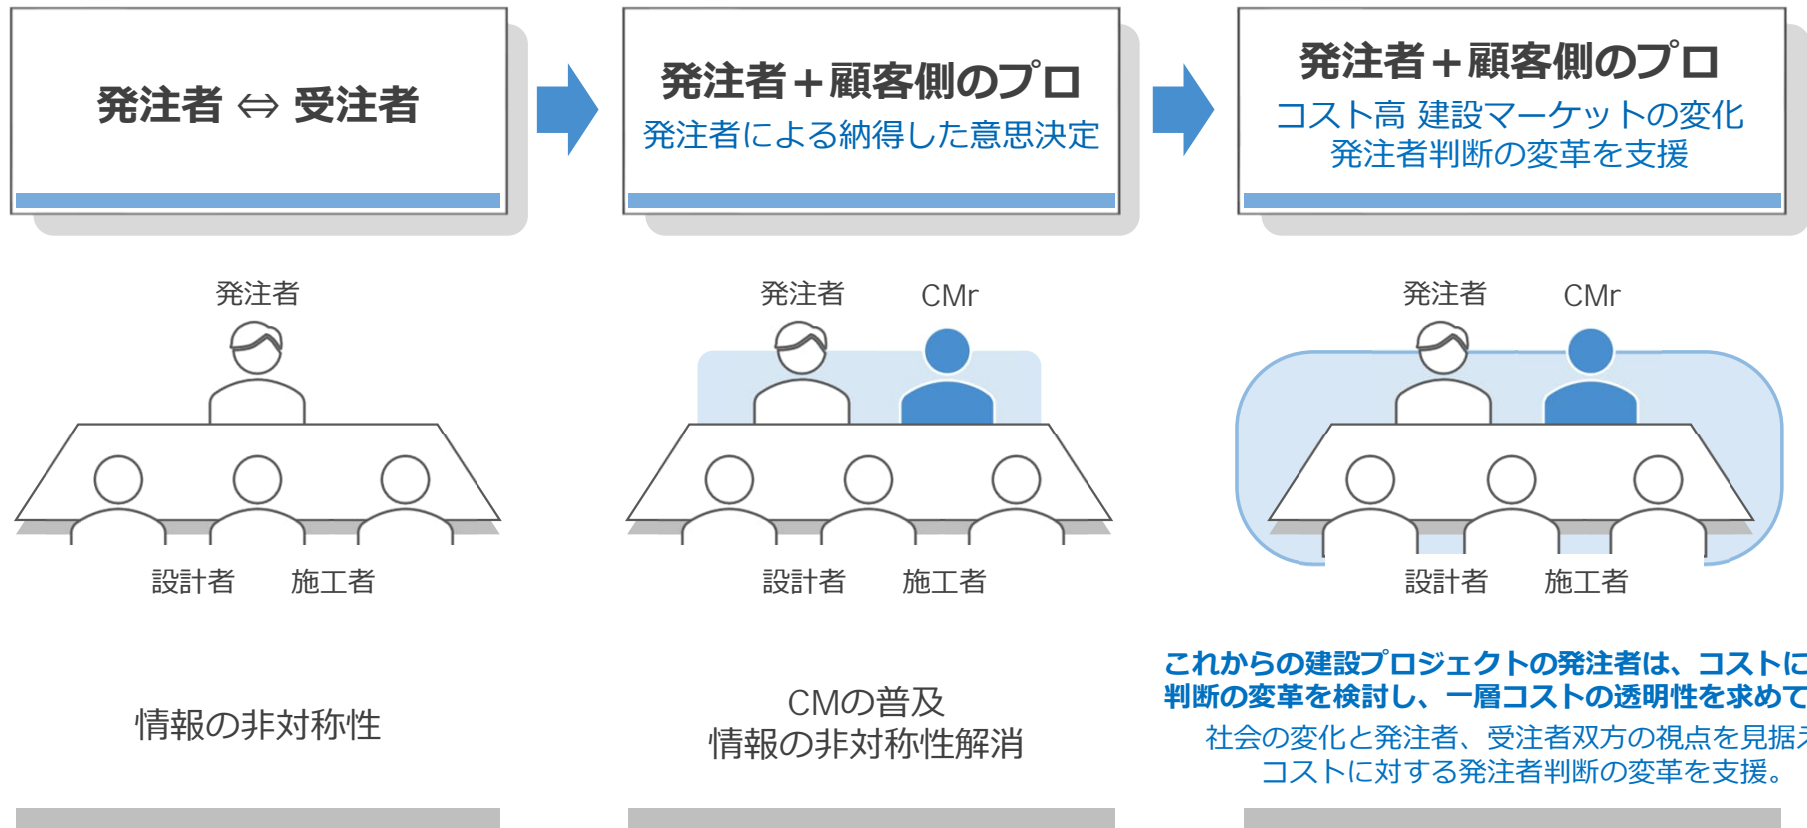 発注者 ⇔ 受注者
発注者＋顧客側のプロ
発注者による納得した意思決定
発注者＋顧客側のプロ
コスト高 建設マーケットの変化
発注者判断の変革を支援
発注者
設計者 施工者
発注者 CMr
設計者 施工者
発注者 CMr
設計者 施工者
情報の非対称性
CMの普及
情報の非対称性解消
これからの建設プロジェクトの発注者は、コストに
判断の変革を検討し、一層コストの透明性を求めて
社会の変化と発注者、受注者双方の視点を見据え
コストに対する発注者判断の変革を支援。